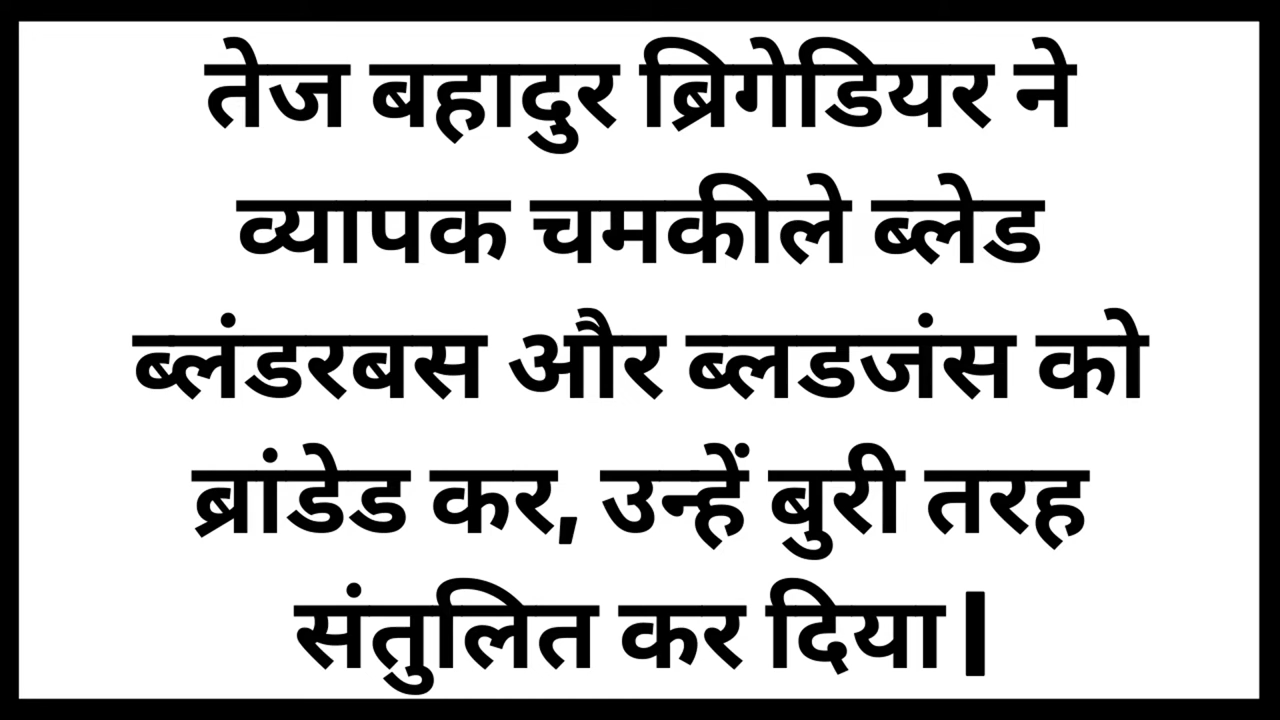 तेज बहादुर ब्रिगेडियर ने
व्यापक चमकीले ब्लेड
ब्लंडरबस और ब्लडजंस को
ब्रांडेड कर, उन्हें बुरी तरह
संतुलित कर दिया।